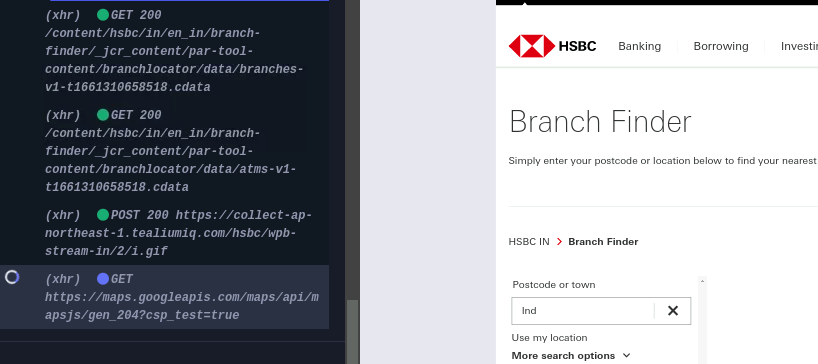 (xhr) GET 200
/content/hsbc/in/en_in/branch-
finder/_jcr_content/par-tool-
content/branchlocator/data/branches-
v1-t1661310658518.cdata
(xhr) GET 200
/content/hsbc/in/en_in/branch-
finder/_jcr_content/par-tool-
content/branchlocator/data/atms-v1-
t1661310658518.cdata
(xhr) POST 200 https://collect-ap-
northeast-1.tealiumiq.com/hsbc/wpb-
stream-in/2/i.gif
(xhr) GET
https://maps.googleapis.com/maps/api/m
apsjs/gen_204?csp_test=true
HSBC Banking Borrowing
Branch Finder
Simply enter your postcode or location below to find your nearest
HSBC IN > Branch Finder
Postcode or town
Ind
Use my location
More search options